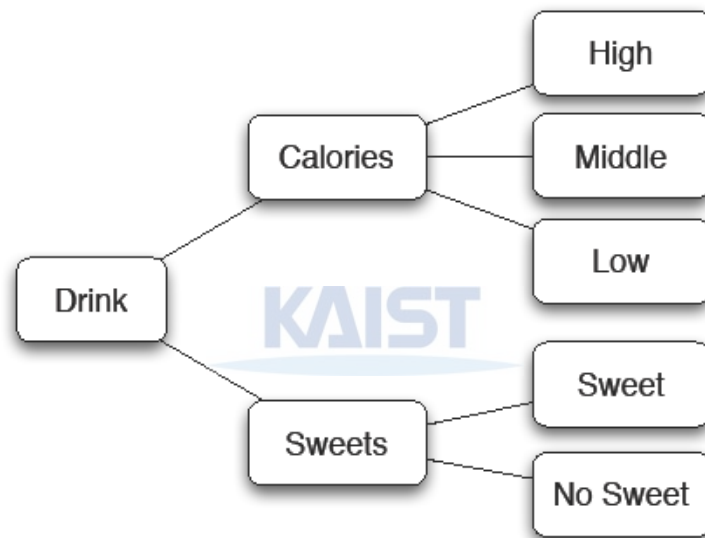 High
Calories
Middle
Low
Drink
KAIST
Sweet
Sweets
No Sweet